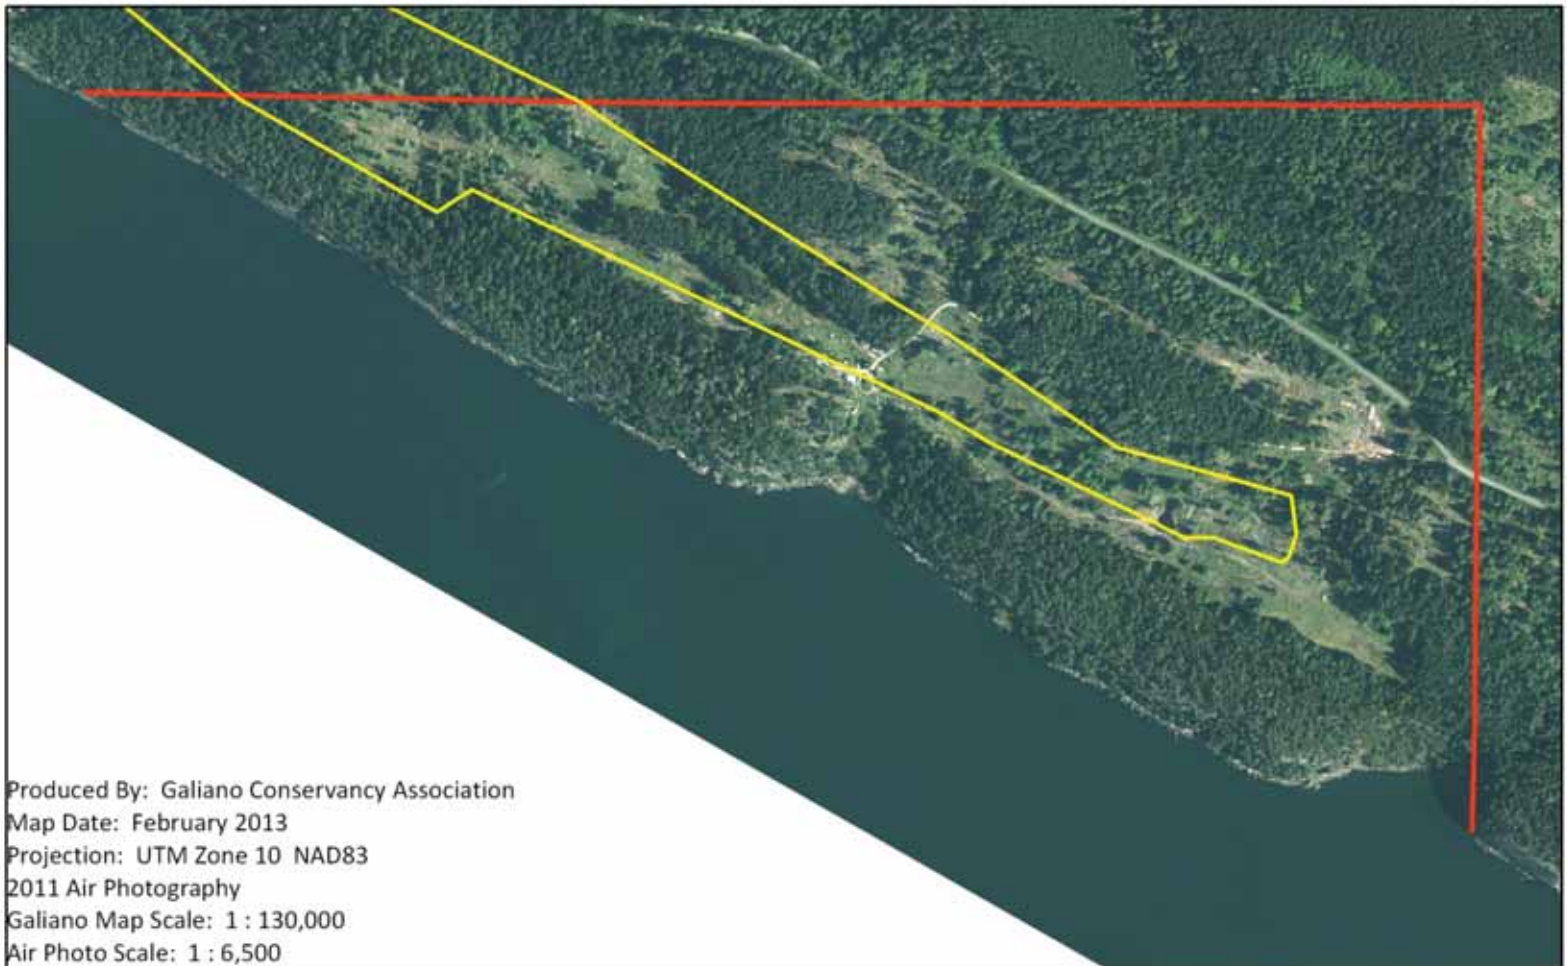 Produced By: Galiano Conservancy Association
Map Date: February 2013
Projection: UTM Zone 10 NAD83
2011 Air Photography
Galiano Map Scale: 1 : 130,000
Air Photo Scale: 1 : 6,500